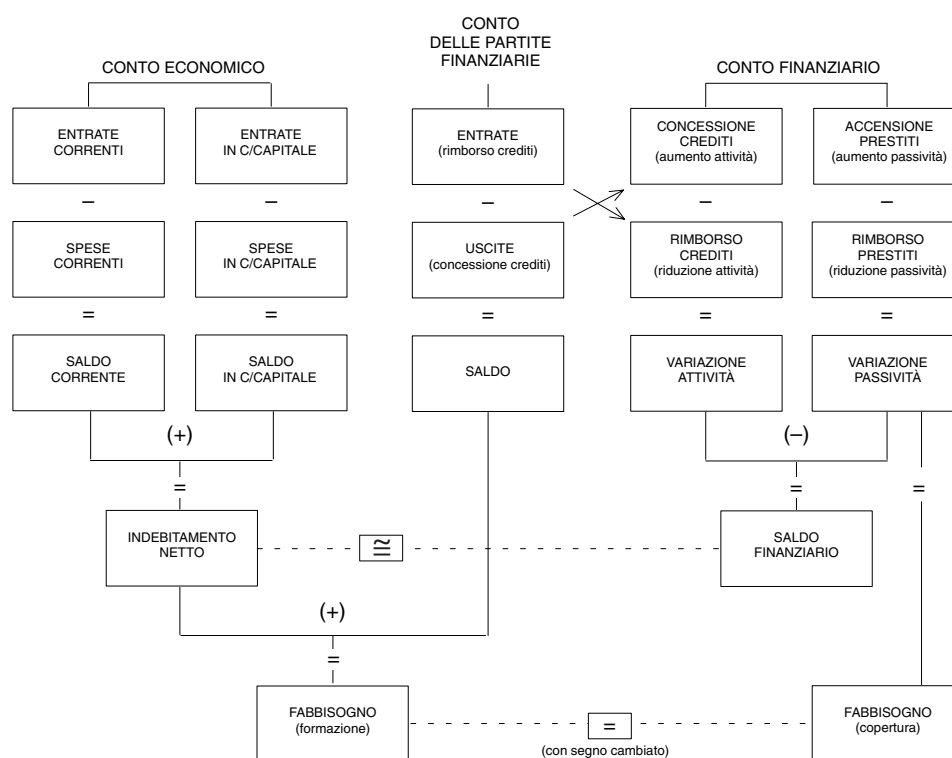 CONTO
DELLE PARTITE
FINANZIARIE
CONTO ECONOMICO
CONTO FINANZIARIO
ENTRATE
CORRENTI
ENTRATE
IN C/CAPITALE
ENTRATE
(rimborso crediti)
CONCESSIONE
CREDITI
(aumento attività)
ACCENSIONE
PRESTITI
(aumento passività)
– – – – –
SPESE
CORRENTI
SPESE
IN C/CAPITALE
USCITE
(concessione crediti)
RIMBORSO
CREDITI
(riduzione attività)
RIMBORSO
PRESTITI
(riduzione passività)
= = = = =
SALDO
CORRENTE
SALDO
IN C/CAPITALE
SALDO
VARIAZIONE
ATTIVITÀ
VARIAZIONE
PASSIVITÀ
(+)
(–)
= = =
INDEBITAMENTO
NETTO
≅
SALDO
FINANZIARIO
(+)
=
FABBISOGNO
(formazione)
=
(con segno cambiato)
FABBISOGNO
(copertura)